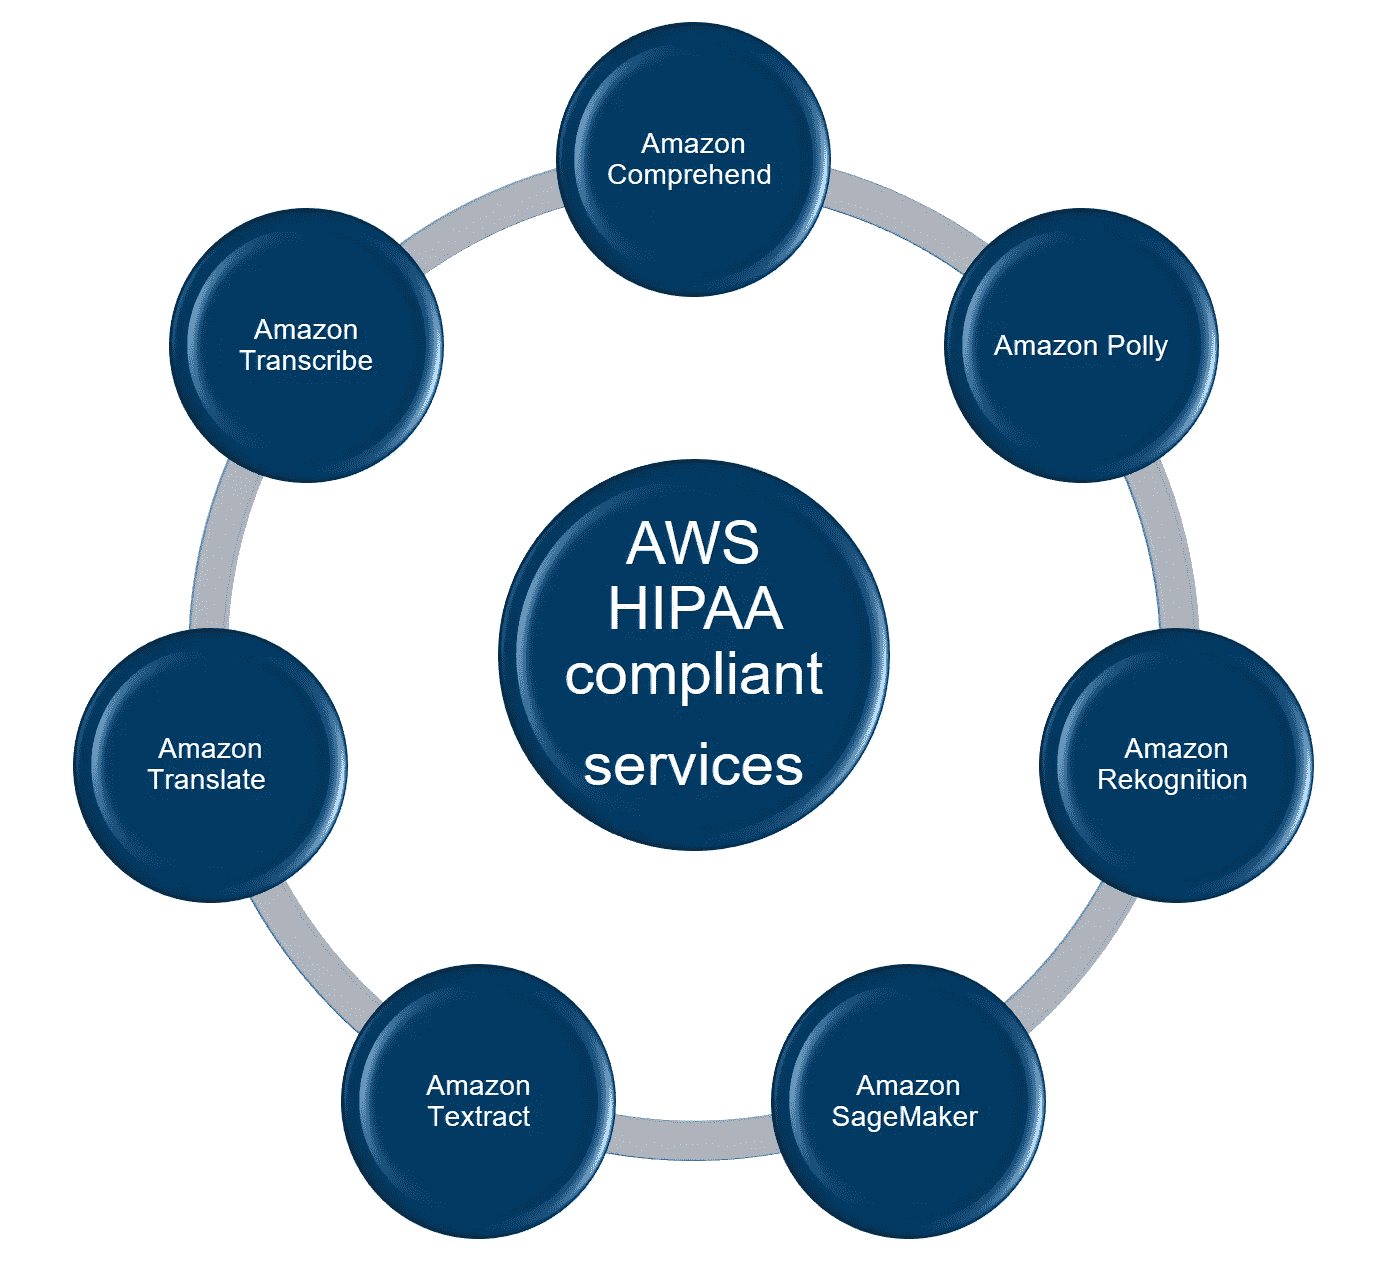 Amazon
Comprehend
Amazon Polly
Amazon
Rekognition
Amazon
SageMaker
Amazon
Textract
Amazon
Translate
Amazon
Transcribe
AWS
HIPAA
compliant
services